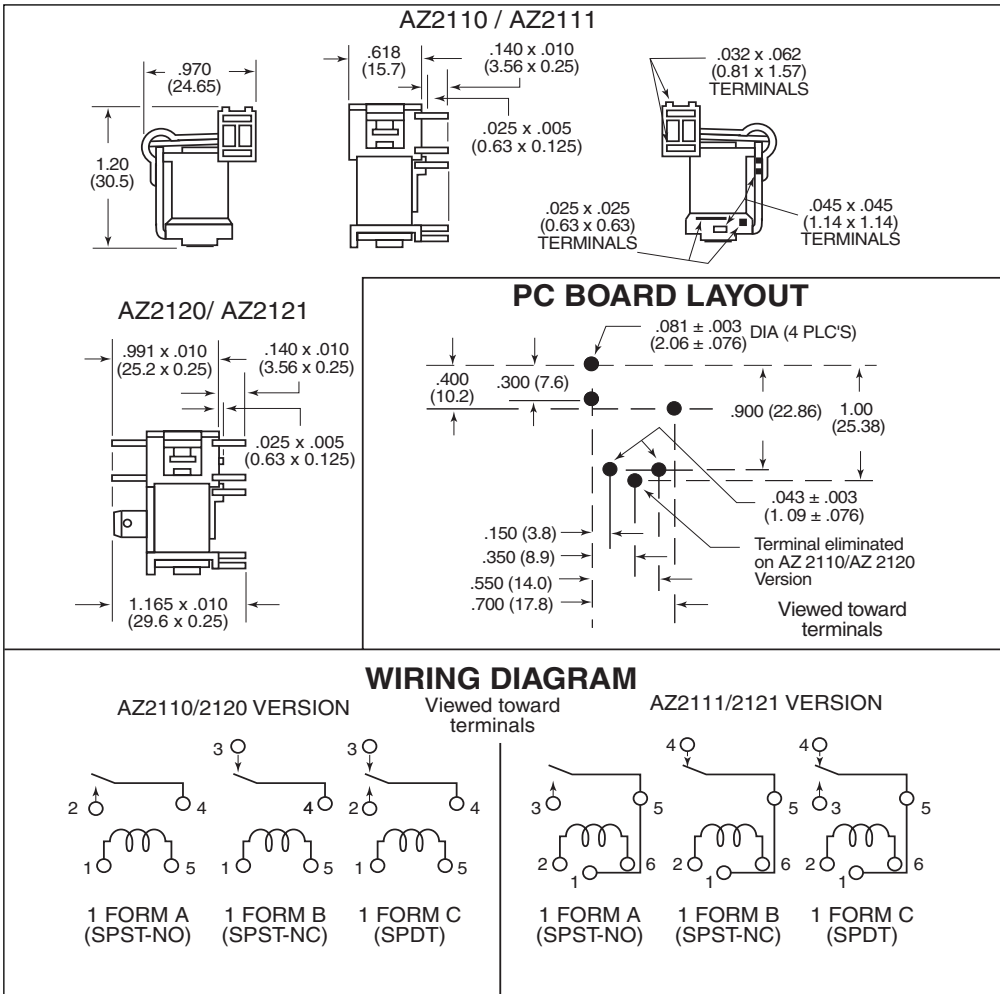 AZ2110 / AZ2111
.970
(24.65)
1.20
(30.5)
.618
(15.7)
.140 x .010
(3.56 x 0.25)
.025 x .005
(0.63 x 0.125)
.032 x .062
(0.81 x 1.57)
TERMINALS
.025 x .025
(0.63 x 0.63)
TERMINALS
.045 x .045
(1.14 x 1.14)
TERMINALS
AZ2120/ AZ2121
.991 x .010
(25.2 x 0.25)
.140 x .010
(3.56 x 0.25)
.025 x .005
(0.63 x 0.125)
1.165 x .010
(29.6 x 0.25)
PC BOARD LAYOUT
.081 ± .003
(2.06 ± .076)
DIA (4 PLC'S)
.400
(10.2)
.300 (7.6)
.900 (22.86)
1.00
(25.38)
.043 ± .003
(1. 09 ± .076)
.150 (3.8)
.350 (8.9)
.550 (14.0)
.700 (17.8)
Terminal eliminated
on AZ 2110/AZ 2120
Version
Viewed toward
terminals
WIRING DIAGRAM
Viewed toward
terminals
AZ2110/2120 VERSION
2
4
1
5
1 FORM A
(SPST-NO)
3
4
1
5
1 FORM B
(SPST-NC)
3
2
4
1
5
1 FORM C
(SPDT)
AZ2111/2121 VERSION
3
5
2
6
1
1 FORM A
(SPST-NO)
4
5
2
6
1
1 FORM B
(SPST-NC)
4
3
5
2
6
1
1 FORM C
(SPDT)